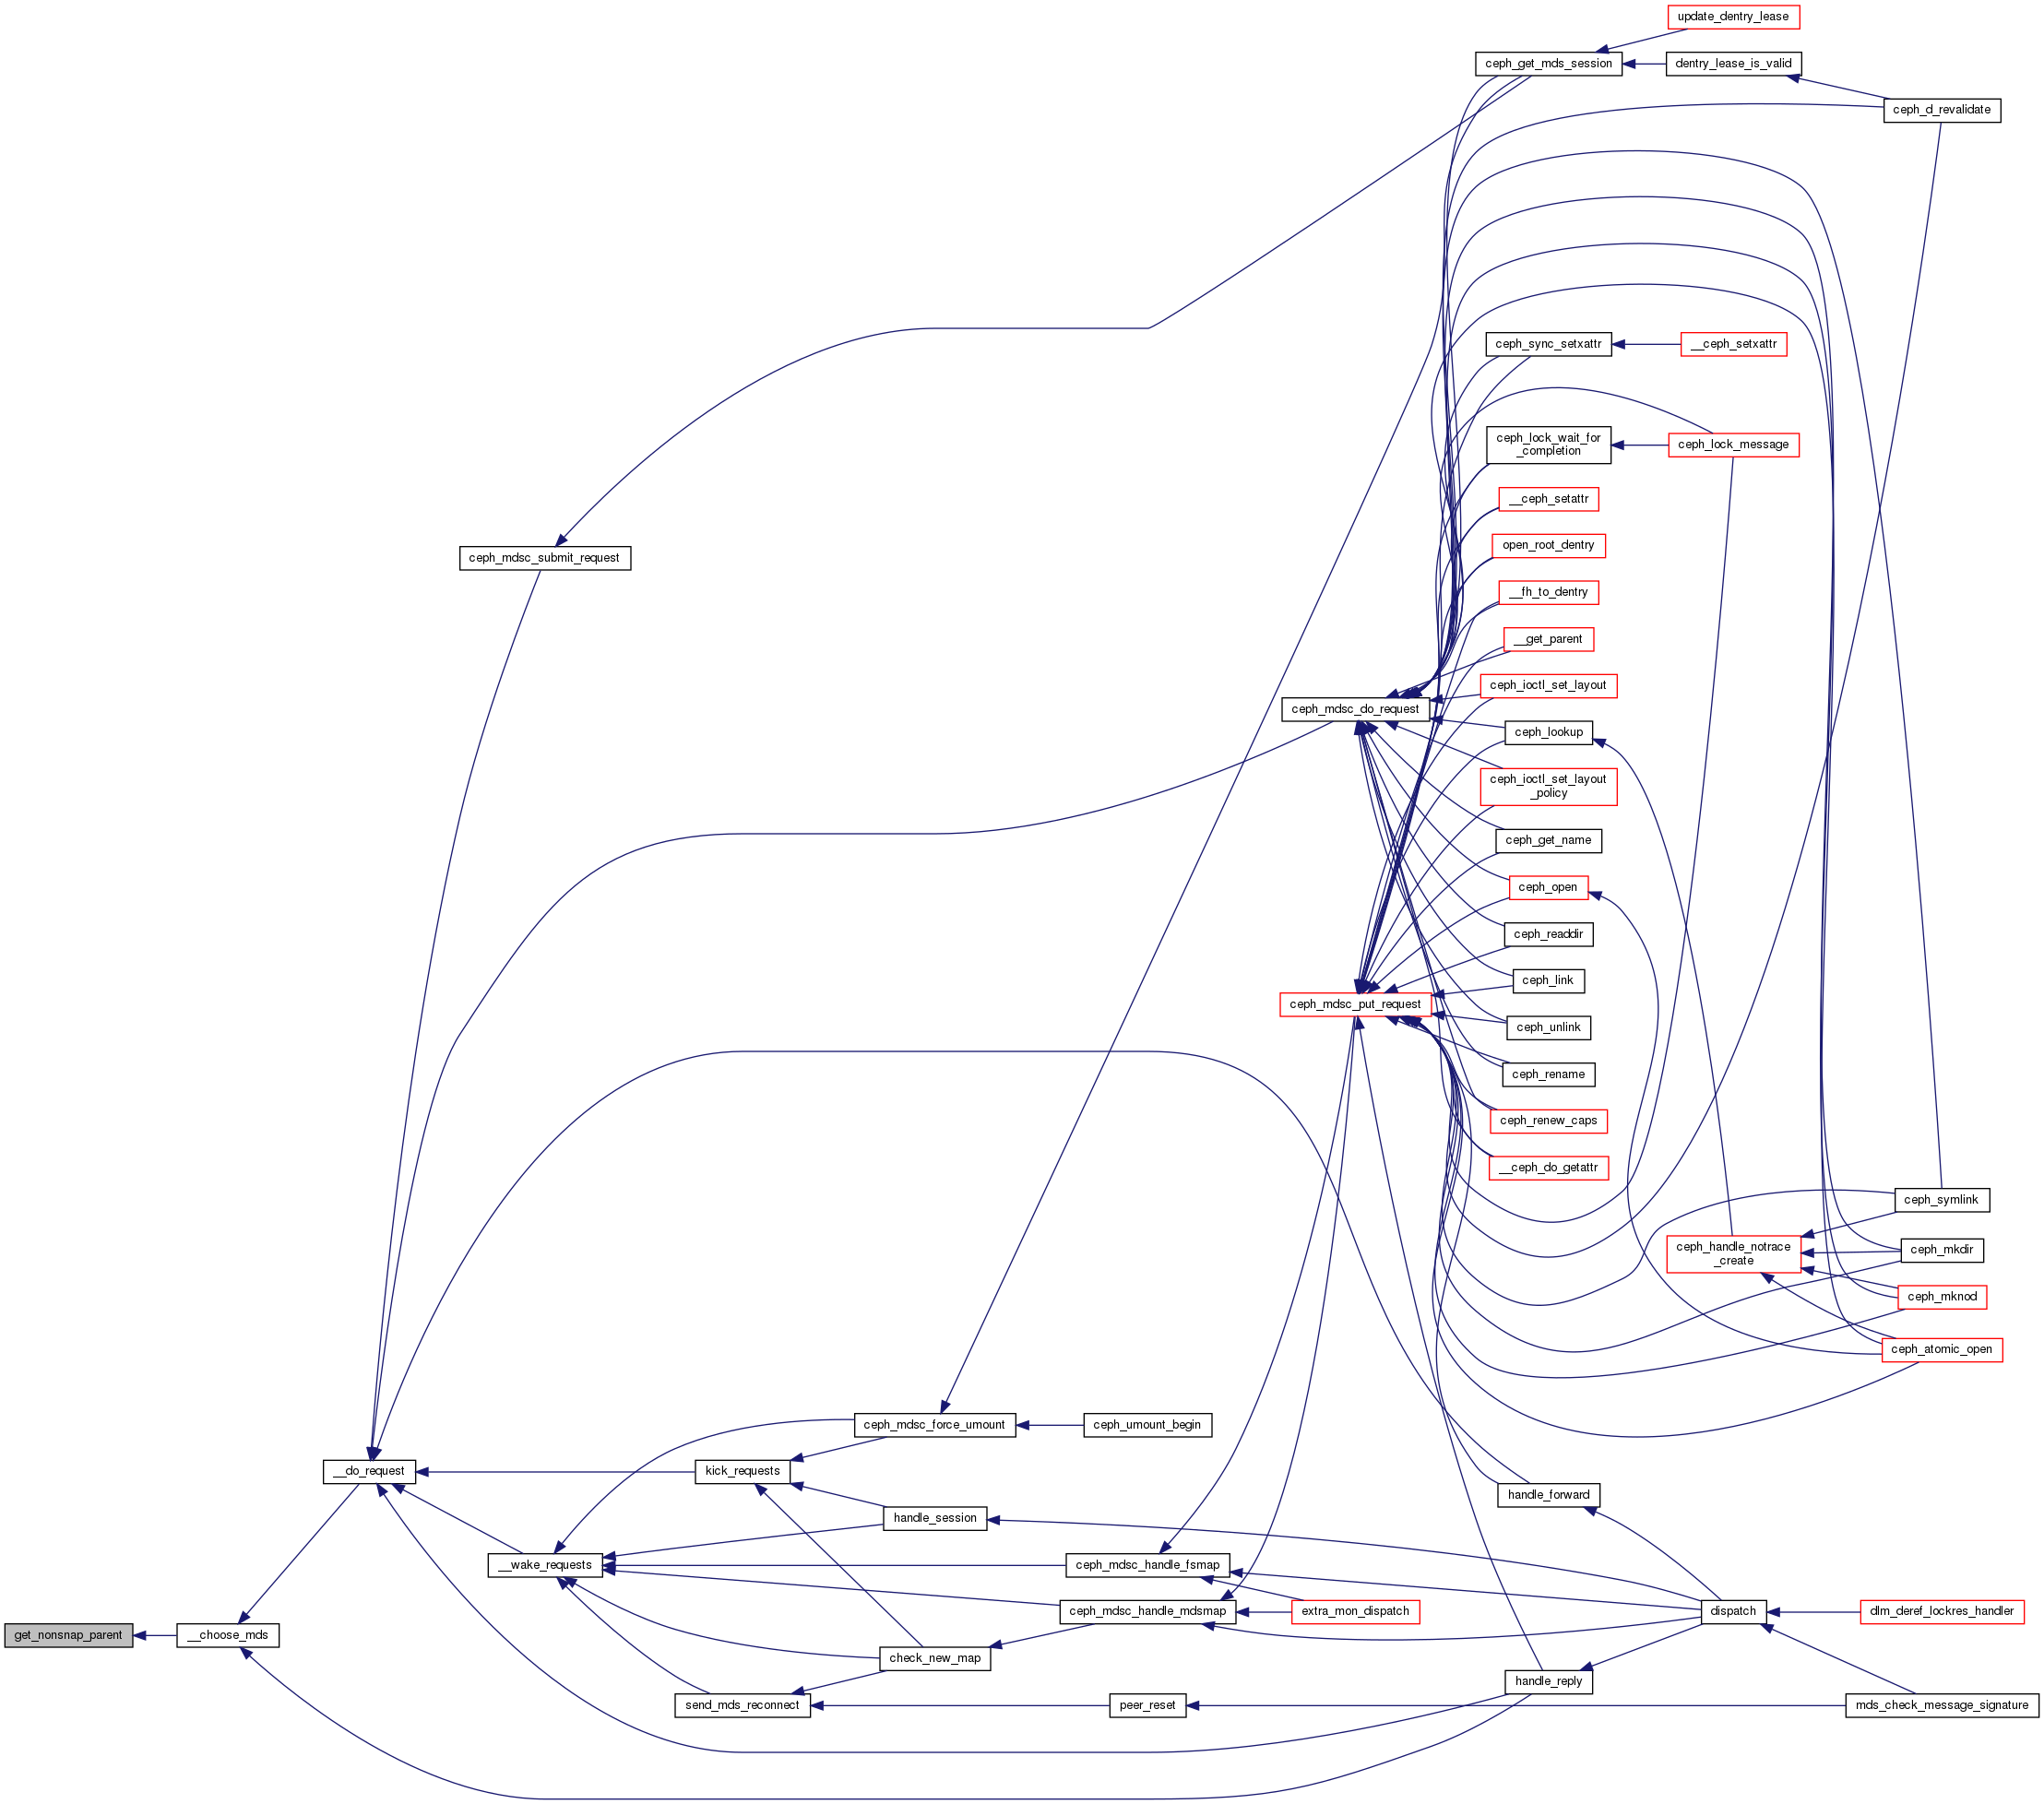 update_dentry_lease
ceph_get_mds_session
dentry_lease_is_valid
ceph_d_revalidate
ceph_sync_setxattr
__ceph_setxattr
ceph_lock_wait_for
_completion
ceph_lock_message
__ceph_setattr
open_root_dentry
ceph_mdsc_submit_request
__fh_to_dentry
__get_parent
ceph_ioctl_set_layout
ceph_mdsc_do_request
ceph_lookup
ceph_ioctl_set_layout
_policy
ceph_get_name
ceph_open
ceph_readdir
ceph_link
ceph_mdsc_put_request
ceph_unlink
ceph_rename
ceph_renew_caps
__ceph_do_getattr
ceph_symlink
ceph_handle_notrace
_create
ceph_mkdir
ceph_mknod
ceph_atomic_open
ceph_mdsc_force_umount
ceph_umount_begin
__do_request
kick_requests
handle_forward
handle_session
__wake_requests
ceph_mdsc_handle_fsmap
ceph_mdsc_handle_mdsmap
extra_mon_dispatch
dispatch
dlm_deref_lockres_handler
get_nonsnap_parent
__choose_mds
check_new_map
handle_reply
send_mds_reconnect
peer_reset
mds_check_message_signature